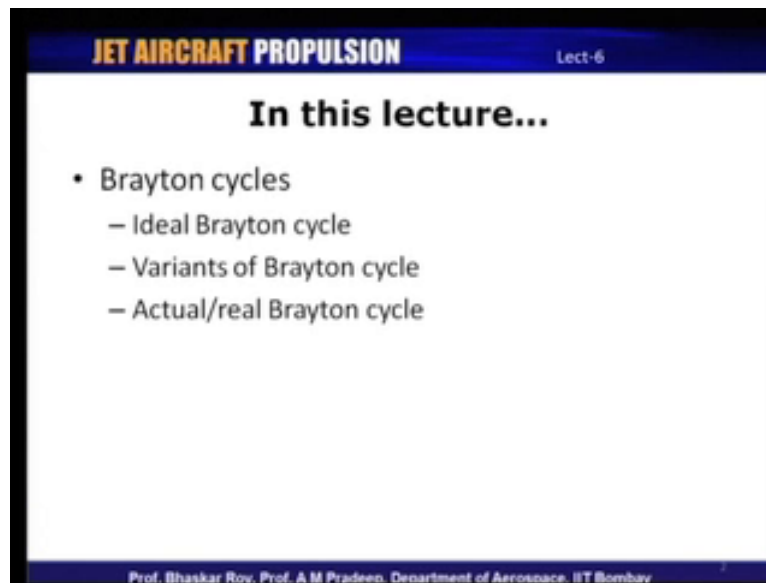 JET AIRCRAFT PROPULSION Lect-6
In this lecture...
• Brayton cycles
– Ideal Brayton cycle
– Variants of Brayton cycle
– Actual/real Brayton cycle
2
Prof. Bhaskar Roy, Prof. A M Pradeep, Department of Aerospace, IIT Bombay